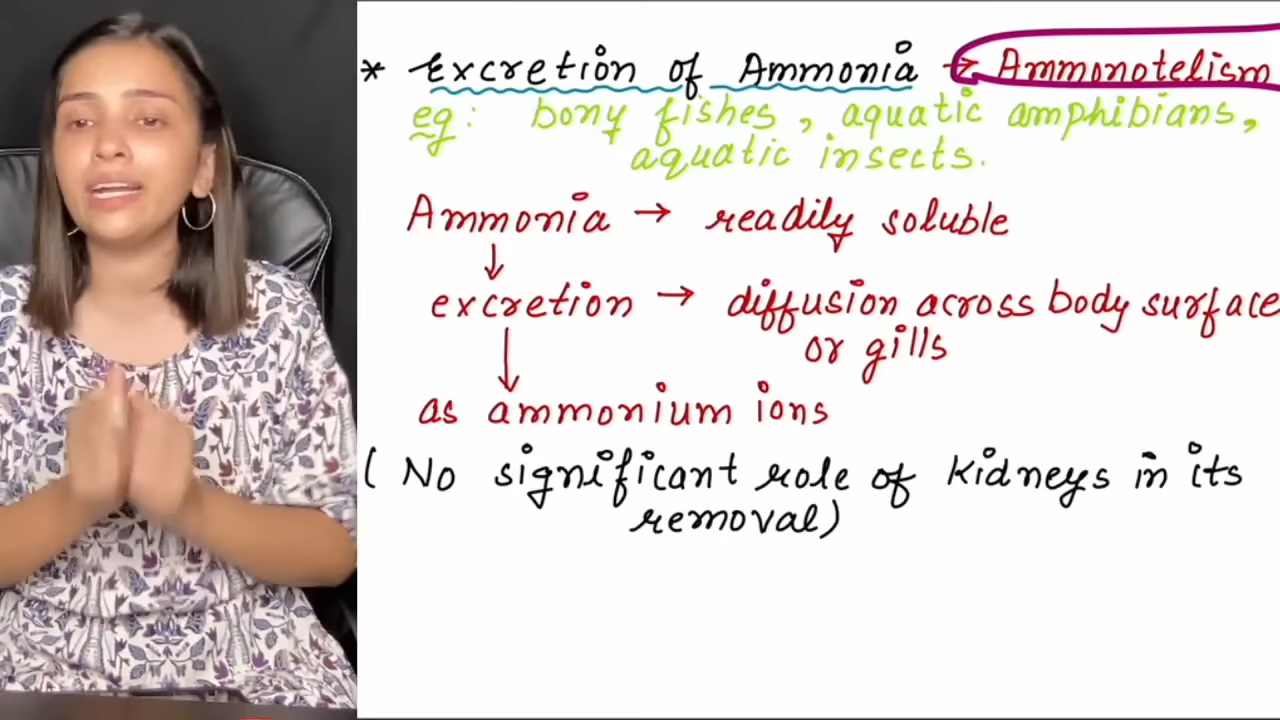 * Excretion of Ammonia → Ammonotelism
eg: bony fishes, aquatic amphibians,
aquatic insects.
Ammonia → readily soluble
↓
excretion → diffusion across body surface
or gills
↓
as ammonium ions
( No significant role of kidneys in its
removal)